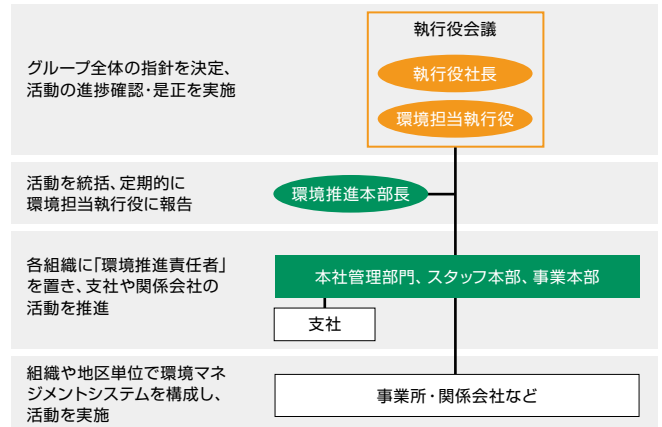 グループ全体の指針を決定、
活動の進捗確認・是正を実施
執行役会議
執行役社長
環境担当執行役
活動を統括、定期的に
環境担当執行役に報告
環境推進本部長
各組織に「環境推進責任者」
を置き、支社や関係会社の
活動を推進
本社管理部門、スタッフ本部、事業本部
支社
組織や地区単位で環境マネ
ジメントシステムを構成し、
活動を実施
事業所・関係会社など